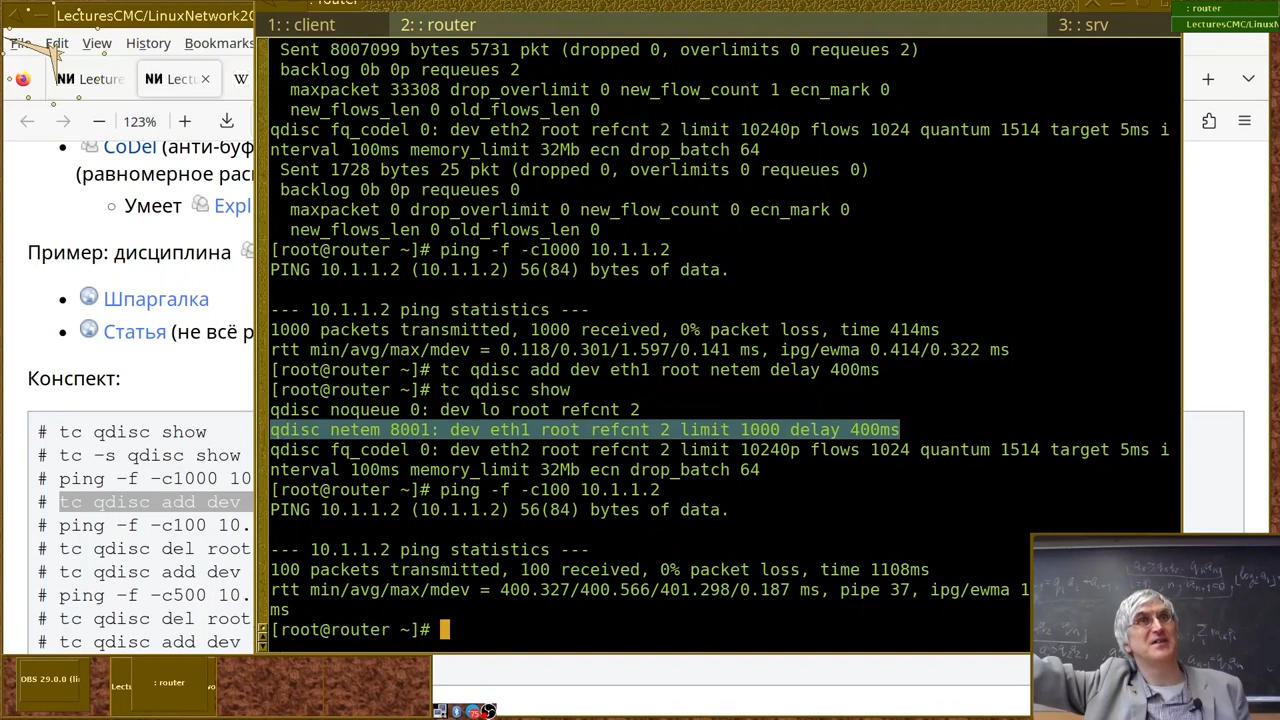 LecturesCMC/LinuxNetwork20
: router
1: : client
2: : router
3: : srv
: router
LecturesCMC/LinuxN
File Edit View History Bookmarks
Lecture
Lectu
W
123%
CoDel (анти-буф
(равномерное рас
Умеет Expl
Пример: дисциплина
Шпаргалка
Статья (не всё р
Конспект:
# tc qdisc show
# tc -s qdisc show
# ping -f -c1000 10
# tc qdisc add dev
# ping -f -c100 10.
# tc qdisc del root
# tc qdisc add dev
# ping -f -c500 10.
# tc qdisc del root
# tc qdisc add dev
Sent 8007099 bytes 5731 pkt (dropped 0, overlimits 0 requeues 2)
backlog 0b 0p requeues 2
maxpacket 33308 drop_overlimit 0 new_flow_count 1 ecn_mark 0
new_flows_len 0 old_flows_len 0
qdisc fq_codel 0: dev eth2 root refcnt 2 limit 10240p flows 1024 quantum 1514 target 5ms i
nterval 100ms memory_limit 32Mb ecn drop_batch 64
Sent 1728 bytes 25 pkt (dropped 0, overlimits 0 requeues 0)
backlog 0b 0p requeues 0
maxpacket 0 drop_overlimit 0 new_flow_count 0 ecn_mark 0
new_flows_len 0 old_flows_len 0
[root@router ~]# ping -f -c1000 10.1.1.2
PING 10.1.1.2 (10.1.1.2) 56(84) bytes of data.
--- 10.1.1.2 ping statistics ---
1000 packets transmitted, 1000 received, 0% packet loss, time 414ms
rtt min/avg/max/mdev = 0.118/0.301/1.597/0.141 ms, ipg/ewma 0.414/0.322 ms
[root@router ~]# tc qdisc add dev eth1 root netem delay 400ms
[root@router ~]# tc qdisc show
qdisc noqueue 0: dev lo root refcnt 2
qdisc netem 8001: dev eth1 root refcnt 2 limit 1000 delay 400ms
qdisc fq_codel 0: dev eth2 root refcnt 2 limit 10240p flows 1024 quantum 1514 target 5ms i
nterval 100ms memory_limit 32Mb ecn drop_batch 64
[root@router ~]# ping -f -c100 10.1.1.2
PING 10.1.1.2 (10.1.1.2) 56(84) bytes of data.
--- 10.1.1.2 ping statistics ---
100 packets transmitted, 100 received, 0% packet loss, time 1108ms
rtt min/avg/max/mdev = 400.327/400.566/401.298/0.187 ms, pipe 37, ipg/ewma 1
ms
[root@router ~]#
OBS 29.0.0 (li
Lectu
: router
75